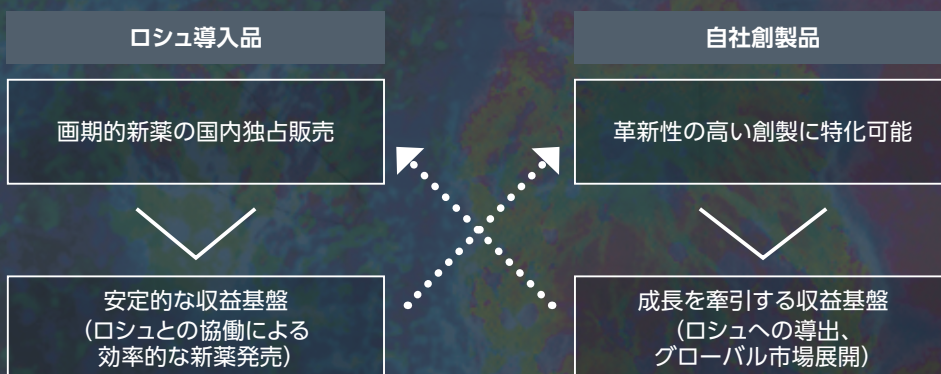 ロシュ導入品
画期的新薬の国内独占販売
安定的な収益基盤
(ロシュとの協働による
効率的な新薬発売)
自社創製品
革新性の高い創製に特化可能
成長を牽引する収益基盤
(ロシュへの導出、
グローバル市場展開)